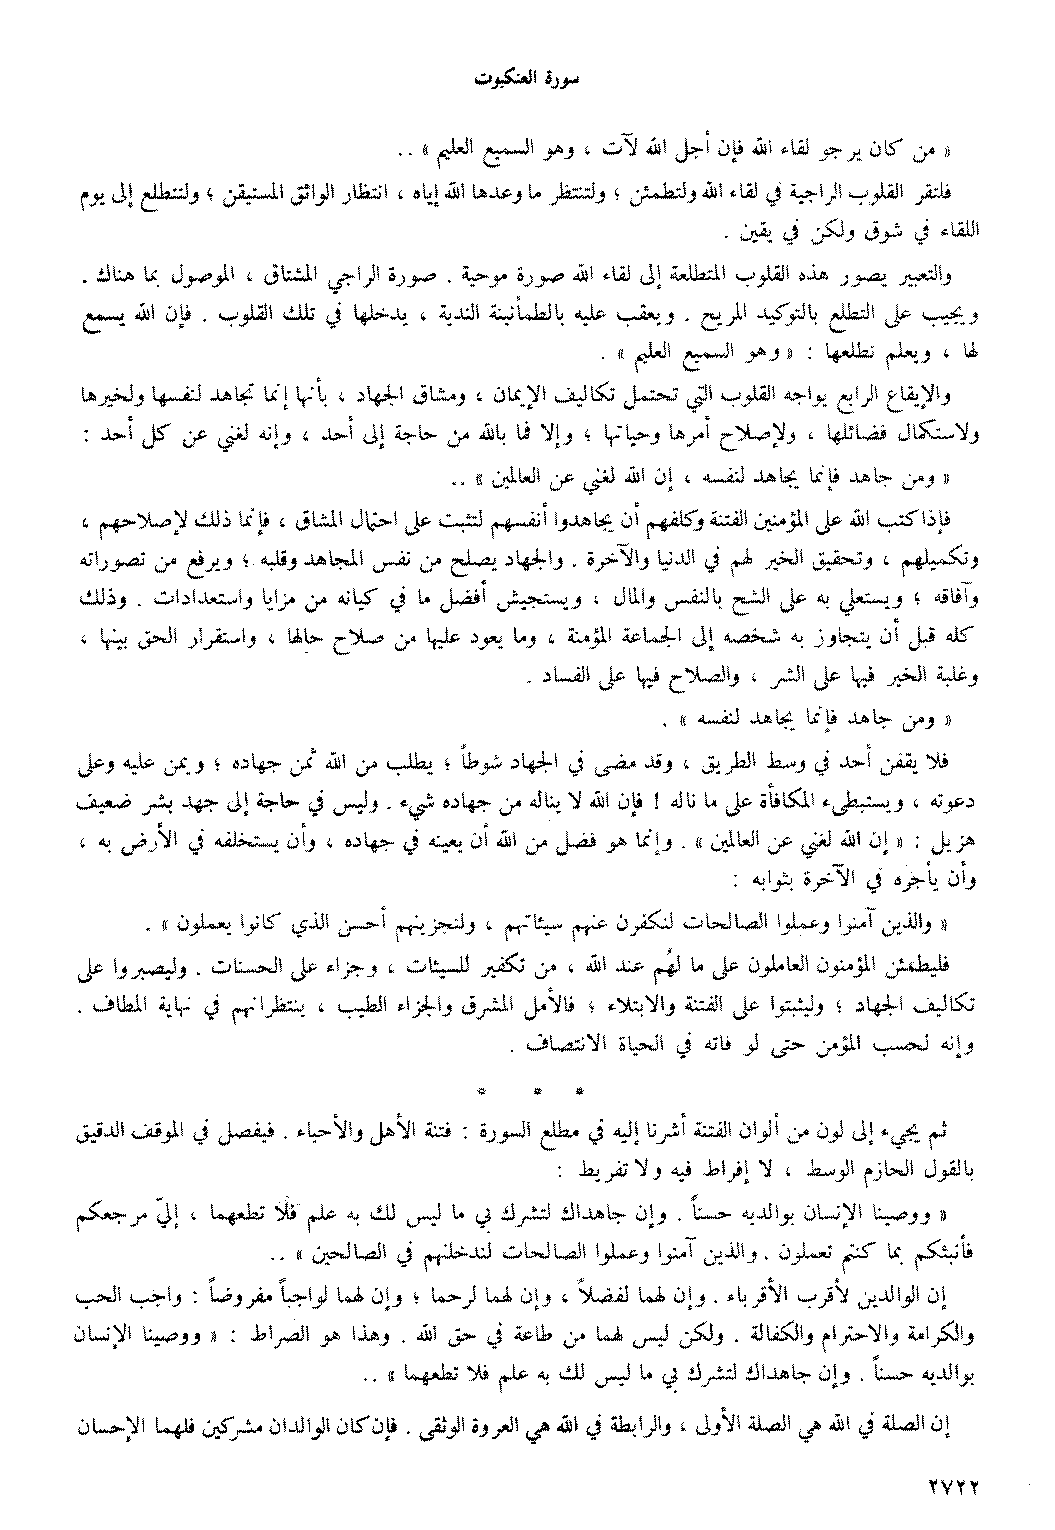 سورة العنكبوت
« من كان يرجو لقاء الله فإن أجل الله لآت ، وهو السميع العليم » . .
فلتقر القلوب الراجية في لقاء الله ولتطمئن ؛ ولتنتظر ما وعدها الله إياه ، انتظار الواثق المستيقن ؛ ولتتطلع إلى يوم
اللقاء في شوق ولكن في يقين .
والتعبير يصور هذه القلوب المتطلعة إلى لقاء الله صورة موحية . صورة الراجي المشتاق ، الموصول بما هناك .
ويجيب على التطلع بالتوكيد المريح . ويعقب عليه بالطمأنينة الندية ، يدخلها في تلك القلوب . فإن الله يسمع
لها ، ويعلم تطلعها : « وهو السميع العليم » .
والإيقاع الرابع يواجه القلوب التي تحتمل تكاليف الإيمان ، ومشاق الجهاد ، بأنها إنما تجاهد لنفسها ولخيرها
ولاستكمال فضائلها ، ولإصلاح أمرها وحياتها ؛ وإلا فما بالله من حاجة إلى أحد ، وإنه لغني عن كل أحد :
« ومن جاهد فإنما يجاهد لنفسه ، إن الله لغني عن العالمين » . .
فإذا كتب الله على المؤمنين الفتنة وكلفهم أن يجاهدوا أنفسهم لتثبت على احتمال المشاق ، فإنما ذلك لإصلاحهم ،
وتكميلهم ، وتحقيق الخير لهم في الدنيا والآخرة . والجهاد يصلح من نفس المجاهد وقلبه ؛ ويرفع من تصوراته
وآفاقه ؛ ويستعلي به على الشح بالنفس والمال ، ويستجيش أفضل ما في كيانه من مزايا واستعدادات . وذلك
كله قبل أن يتجاوز به شخصه إلى الجماعة المؤمنة ، وما يعود عليها من صلاح حالها ، واستقرار الحق بينها ،
وغلبة الخير فيها على الشر ، والصلاح فيها على الفساد .
« ومن جاهد فإنما يجاهد لنفسه » .
فلا يقفن أحد في وسط الطريق ، وقد مضى في الجهاد شوطاً ؛ يطلب من الله ثمن جهاده ؛ ويمن عليه وعلى
دعوته ، ويستبطىء المكافأة على ما ناله ! فإن الله لا يناله من جهاده شيء . وليس في حاجة إلى جهد بشر ضعيف
هزيل : « إن الله لغني عن العالمين » . وإنما هو فضل من الله أن يعينه في جهاده ، وأن يستخلفه في الأرض به ،
وأن يأجره في الآخرة بثوابه :
« والذين آمنوا وعملوا الصالحات لنكفرن عنهم سيئاتهم ، ولنجزينهم أحسن الذي كانوا يعملون » .
فليطمئن المؤمنون العاملون على ما لهم عند الله ، من تكفير للسيئات ، وجزاء على الحسنات . وليصبروا على
تكاليف الجهاد ؛ وليثبتوا على الفتنة والابتلاء ؛ فالأمل المشرق والجزاء الطيب ، ينتظرانهم في نهاية المطاف .
وإنه لحسب المؤمن حتى لو فاته في الحياة الانتصاف .
* * *
ثم يجيء إلى لون من ألوان الفتنة أشرنا إليه في مطلع السورة : فتنة الأهل والأحباء . فيفصل في الموقف الدقيق
بالقول الحازم الوسط ، لا إفراط فيه ولا تفريط :
« ووصينا الإنسان بوالديه حسناً . وإن جاهداك لتشرك بي ما ليس لك به علم فلا تطعهما ، إليّ مرجعكم
فأنبئكم بما كنتم تعملون . والذين آمنوا وعملوا الصالحات لندخلنهم في الصالحين » . .
إن الوالدين لأقرب الأقرباء . وإن لهما لفضلاً ، وإن لهما لرحما ؛ وإن لهما لواجباً مفروضاً : واجب الحب
والكرامة والاحترام والكفالة . ولكن ليس لهما من طاعة في حق الله . وهذا هو الصراط : « ووصينا الإنسان
بوالديه حسناً . وإن جاهداك لتشرك بي ما ليس لك به علم فلا تطعهما » . .
إن الصلة في الله هي الصلة الأولى ، والرابطة في الله هي العروة الوثقى . فإن كان الوالدان مشركين فلهما الإحسان
٢٧٢٢